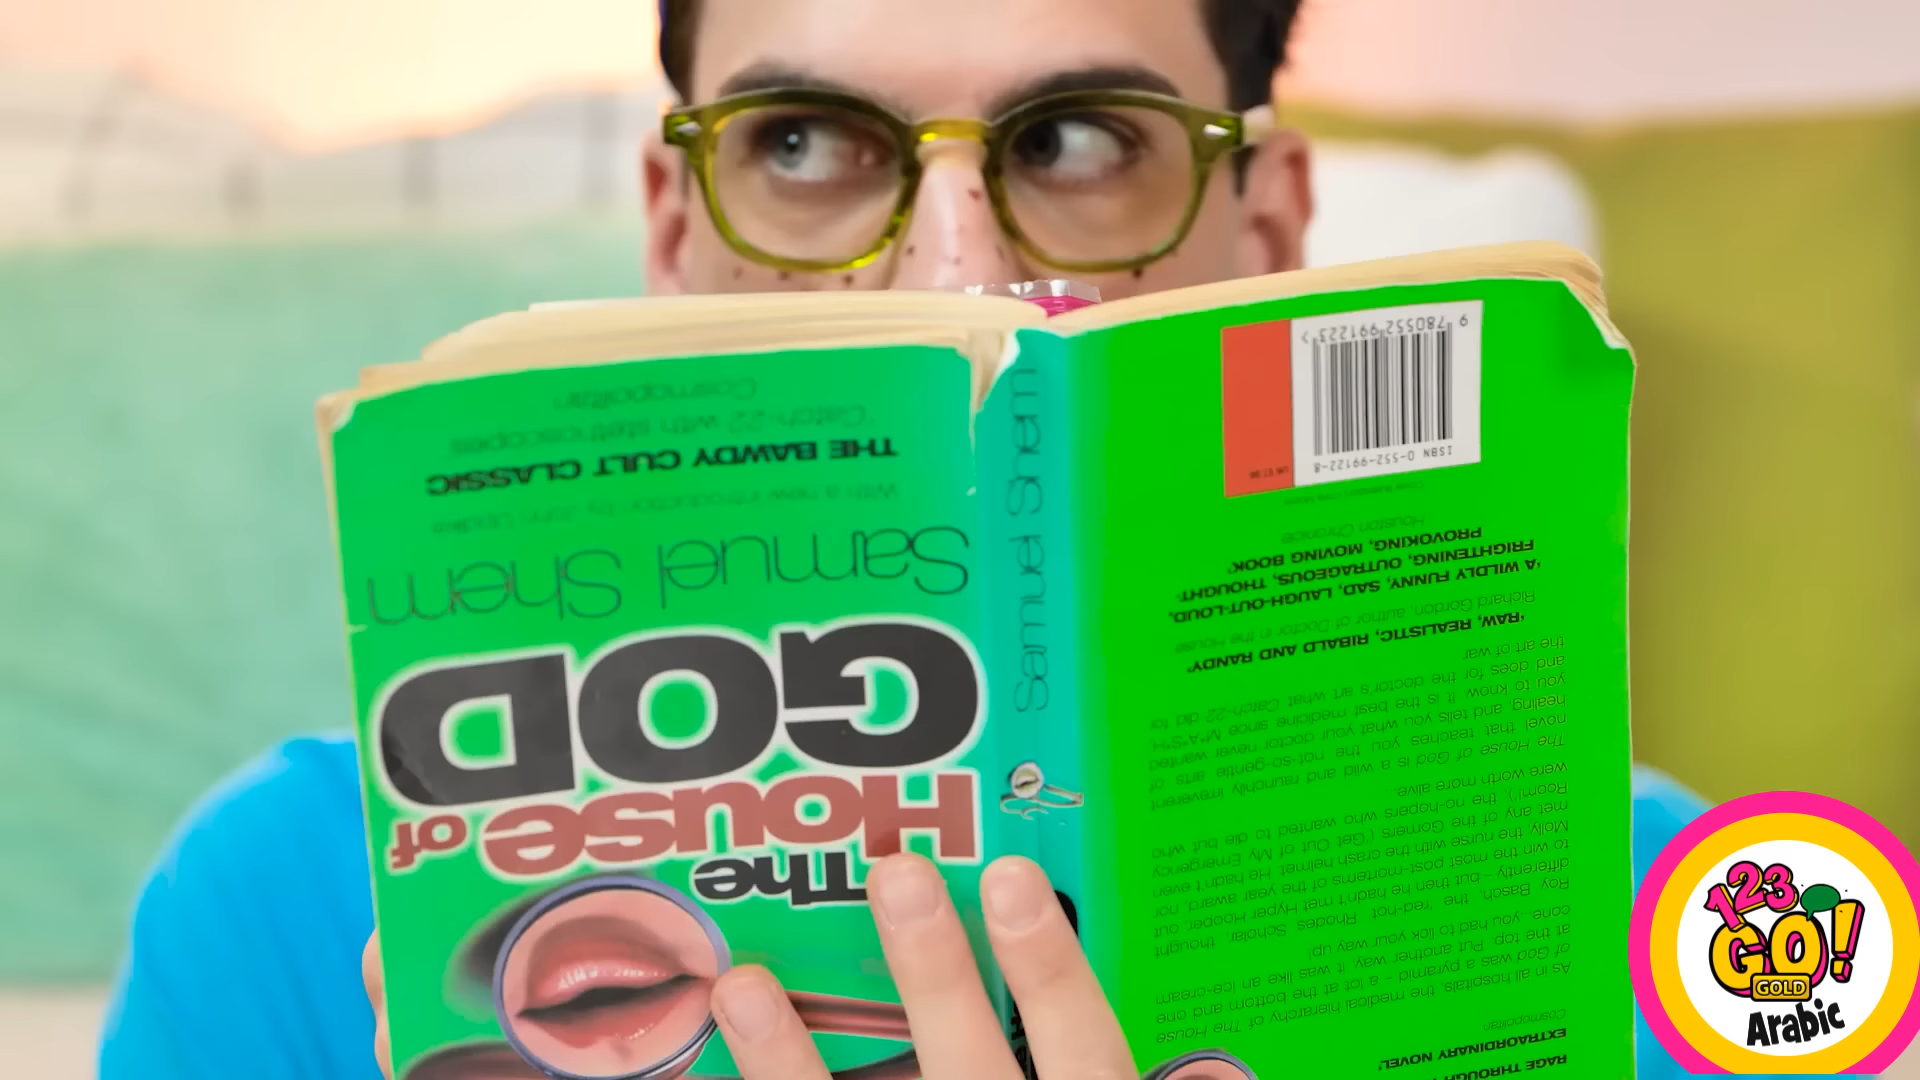 The
House of
GOD
Samuel Shem
With a new introduction by John Updike
THE BAWDY CULT CLASSIC
'Catch-22 with stethoscopes'
Cosmopolitan
Samuel Shem
RAGE THROUGH
EXTRAORDINARY NOVEL'
Cosmopolitan
As in all hospitals, the medical hierarchy of The House
of God was a pyramid – a lot at the bottom and one
at the top. Put another way, it was like an ice-cream
cone, you had to lick your way up!
Roy Basch, the 'red-hot' Rhodes Scholar, thought
differently – but then he hadn't met Hyper Hooper, out
to win the most post-mortems of the year award, nor
Molly, the nurse with the crash helmet. He hadn't even
met any of the Gomers ('Get Out of My Emergency
Room!'), the no-hopers who wanted to die but who
were worth more alive...
The House of God is a wild and raunchily irreverent
novel that teaches you the not-so-gentle arts of
healing, and tells you what your doctor never wanted
you to know. It is the best medicine since M*A*S*H,
and does for the doctor's art what Catch-22 did for
the art of war.
'RAW, REALISTIC, RIBALD AND RANDY'
Richard Gordon, author of Doctor in the House
'A WILDLY FUNNY, SAD, LAUGH-OUT-LOUD,
FRIGHTENING, OUTRAGEOUS, THOUGHT-
PROVOKING, MOVING BOOK'
Houston Chronicle
ISBN 0-552-99122-8
9 780552 991223 >
123
GO!
GOLD
Arabic